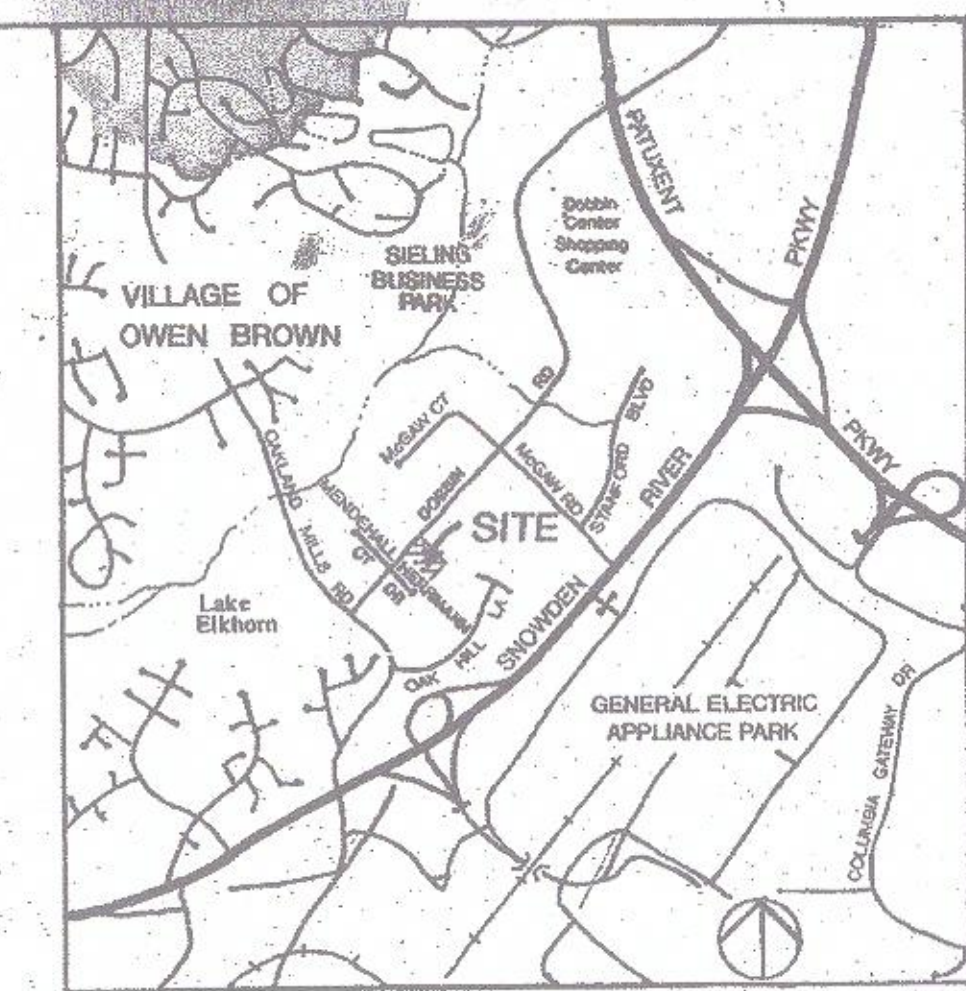 PATUXENT
PKWY
Dobbin
Center
Shopping
Center
SIELING
BUSINESS
PARK
VILLAGE OF
OWEN BROWN
RD
BLVD
McGAW CT
PKWY
OAKLAND
MILLS
RD
DOBBIN
McGAW RD
STANFORD
RIVER
MENDENHALL
CT
SITE
DR
SNOWDEN
Lake
Elkhorn
LA
HILL
OAK
GENERAL ELECTRIC
APPLIANCE PARK
DR
GATEWAY
COLUMBIA